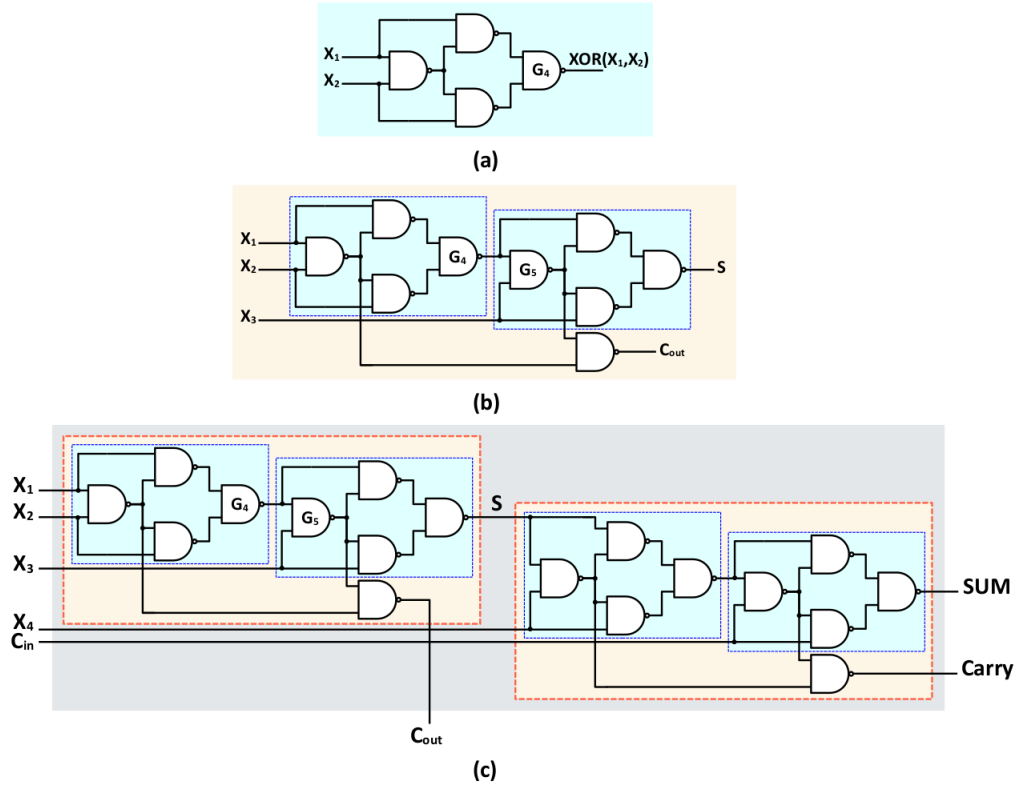 X₁
X₂
G₄
XOR(X₁,X₂)
(a)
X₁
X₂
X₃
G₄
G₅
S
Cout
(b)
X₁
X₂
X₃
X₄
Cin
G₄
G₅
S
SUM
Carry
Cout
(c)